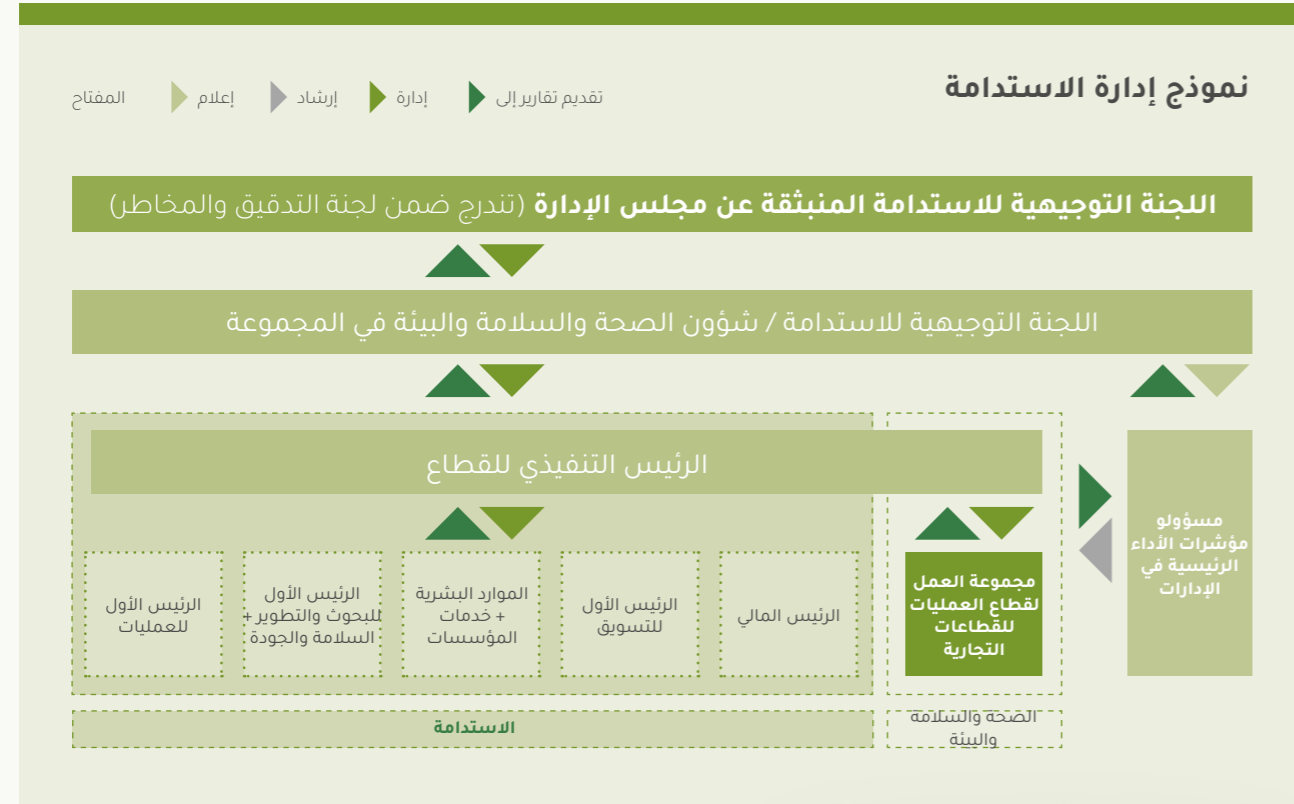 نموذج إدارة الاستدامة
المفتاح
إعلام
إرشاد
إدارة
تقديم تقارير إلى
اللجنة التوجيهية للاستدامة المنبثقة عن مجلس الإدارة (تندرج ضمن لجنة التدقيق والمخاطر)
اللجنة التوجيهية للاستدامة / شؤون الصحة والسلامة والبيئة في المجموعة
الرئيس التنفيذي للقطاع
مسؤولو
مؤشرات الأداء
الرئيسية في
الإدارات
مجموعة العمل
لقطاع العمليات
للقطاعات
التجارية
الرئيس المالي
الرئيس الأول
للتسويق
الموارد البشرية
+ خدمات
المؤسسات
الرئيس الأول
للبحوث والتطوير +
السلامة والجودة
الرئيس الأول
للعمليات
الصحة والسلامة
والبيئة
الاستدامة